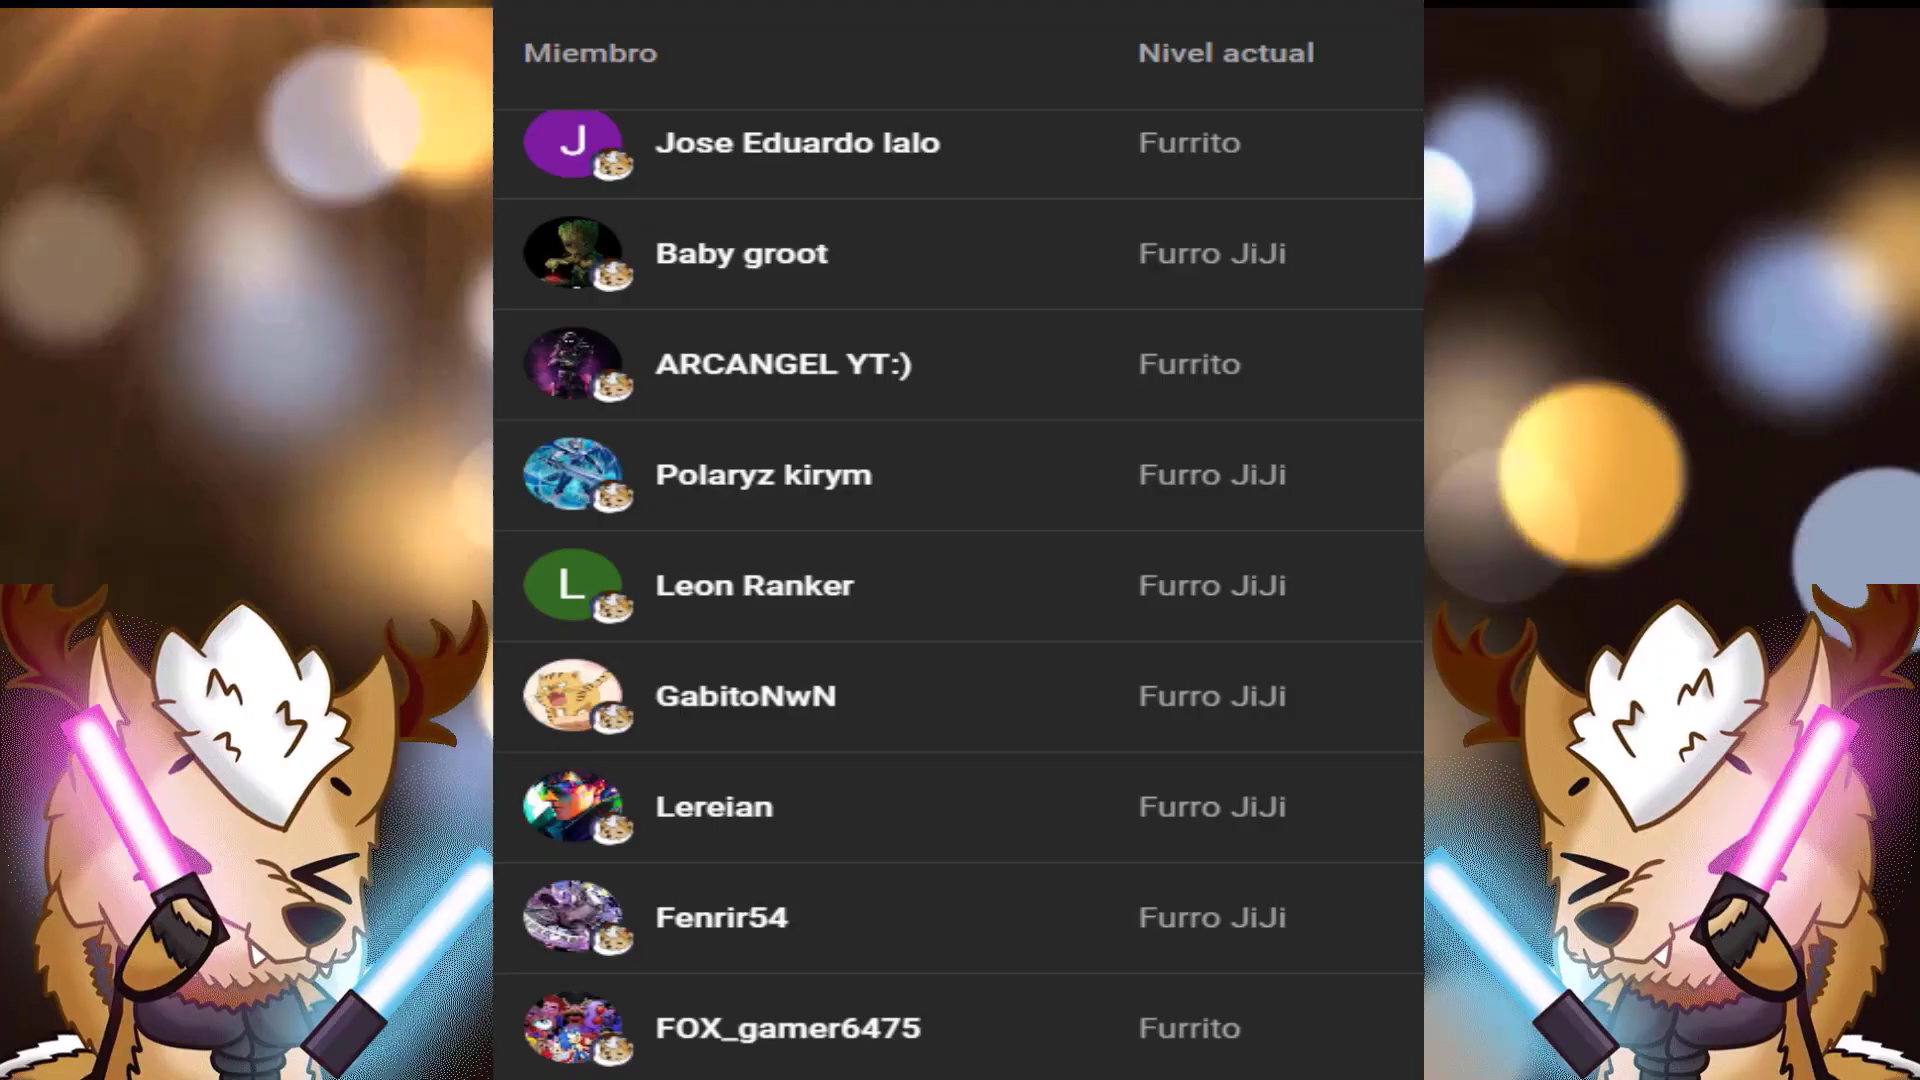 Miembro Nivel actual
J Jose Eduardo lalo Furrito
Baby groot Furro JiJi
ARCANGEL YT:) Furrito
Polaryz kirym Furro JiJi
L Leon Ranker Furro JiJi
GabitoNwN Furro JiJi
Lereian Furro JiJi
Fenrir54 Furro JiJi
FOX_gamer6475 Furrito